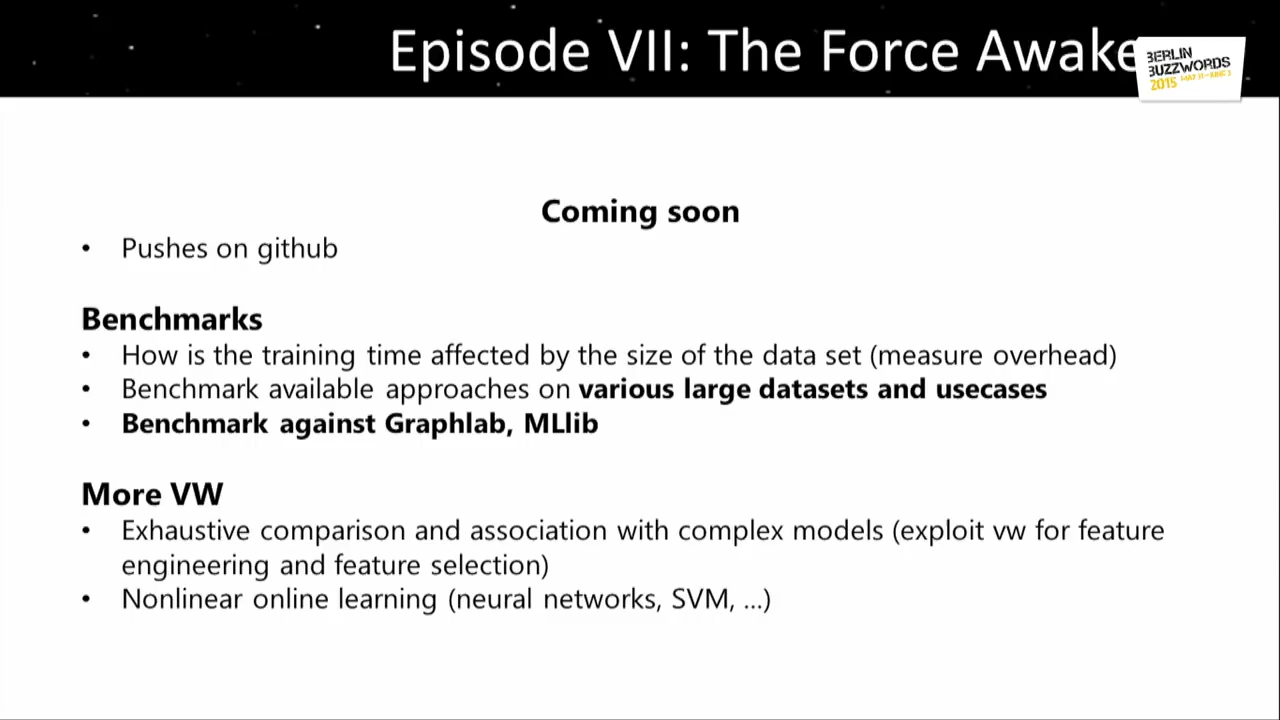 Episode VII: The Force Awake
BERLIN
BUZZWORDS
2015
Coming soon
• Pushes on github
Benchmarks
• How is the training time affected by the size of the data set (measure overhead)
• Benchmark available approaches on various large datasets and usecases
• Benchmark against Graphlab, MLlib
More VW
• Exhaustive comparison and association with complex models (exploit vw for feature
engineering and feature selection)
• Nonlinear online learning (neural networks, SVM, ...)